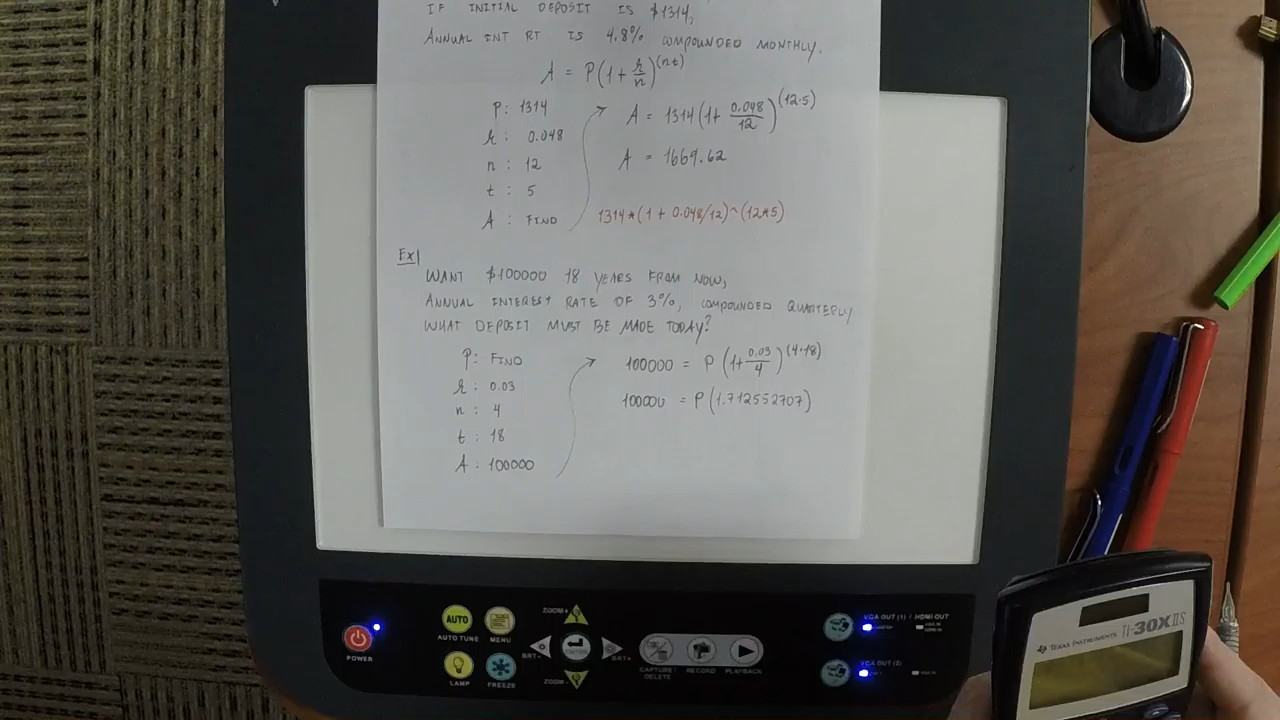 IF INITIAL DEPOSIT IS $1314,
ANNUAL INT RT IS 4.8% COMPOUNDED MONTHLY.
A = P(1 + r/n)^(nt)
P: 1314
r: 0.048
n: 12
t: 5
A: FIND
A = 1314(1 + 0.048/12)^(12·5)
A = 1669.62
1314*(1 + 0.048/12)^(12*5)
Ex
WANT $100000 18 YEARS FROM NOW,
ANNUAL INTEREST RATE OF 3%, COMPOUNDED QUARTERLY
WHAT DEPOSIT MUST BE MADE TODAY?
P: FIND
r: 0.03
n: 4
t: 18
A: 100000
100000 = P(1+0.03/4)^(4·18)
100000 = P(1.712552707)
POWER
AUTO
AUTO TUNE
MENU
LAMP
FREEZE
ZOOM+
BRT-
BRT+
ZOOM-
CAPTURE/
DELETE
RECORD
PLAYBACK
VGA OUT (1) / HDMI OUT
VGA OUT (2)
TEXAS INSTRUMENTS TI-30X IIS